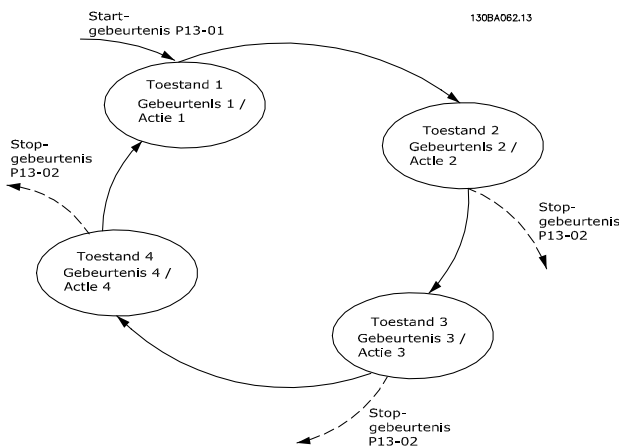 Start-
gebeurtenis P13-01
130BA062.13
Toestand 1
Gebeurtenis 1 /
Actie 1
Toestand 2
Gebeurtenis 2 /
Actie 2
Stop-
gebeurtenis
P13-02
Stop-
gebeurtenis
P13-02
Toestand 4
Gebeurtenis 4 /
Actie 4
Toestand 3
Gebeurtenis 3 /
Actie 3
Stop-
gebeurtenis
P13-02